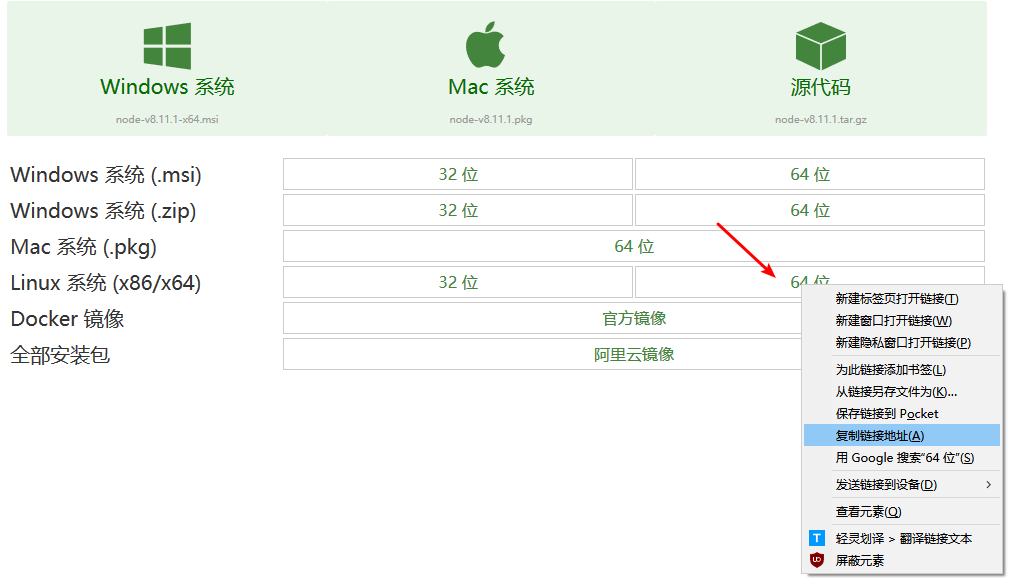 Windows 系统
Mac 系统
源代码
node-v8.11.1-x64.msi
node-v8.11.1.pkg
node-v8.11.1.tar.gz
Windows 系统 (.msi)
32 位
64 位
Windows 系统 (.zip)
32 位
64 位
Mac 系统 (.pkg)
64 位
Linux 系统 (x86/x64)
32 位
64 位
Docker 镜像
官方镜像
全部安装包
阿里云镜像
新建标签页打开链接(T)
新建窗口打开链接(W)
新建隐私窗口打开链接(P)
为此链接添加书签(L)
从链接另存文件为(K)...
保存链接到 Pocket
复制链接地址(A)
用 Google 搜索“64 位”(S)
发送链接到设备(D)
查看元素(Q)
T 轻灵划译 > 翻译链接文本
UO 屏蔽元素